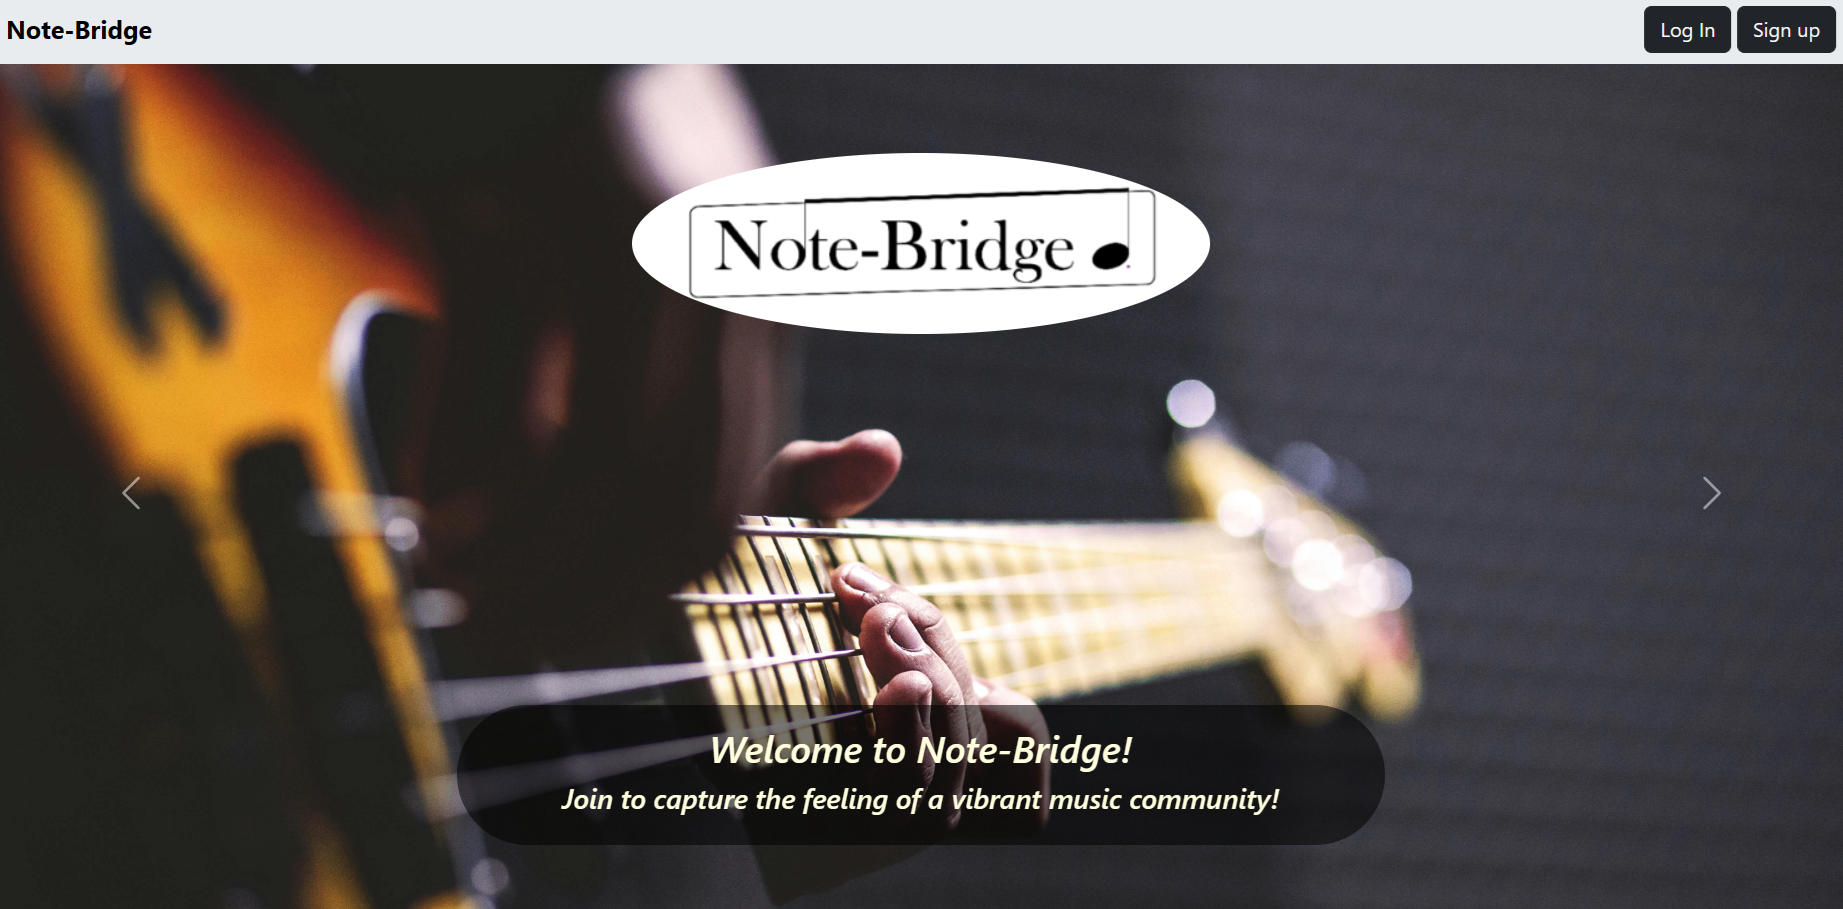 Note-Bridge
Log In
Sign up
Note-Bridge
Welcome to Note-Bridge!
Join to capture the feeling of a vibrant music community!